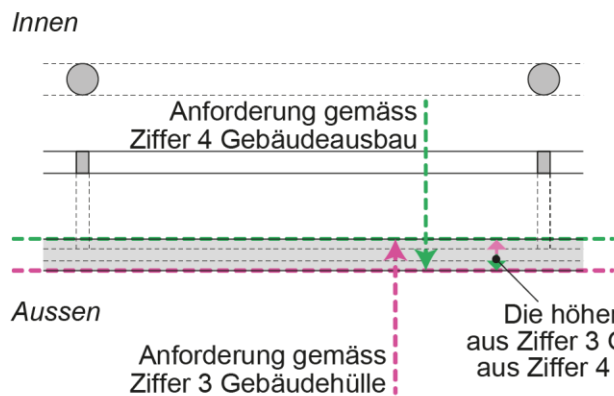 Innen
Anforderung gemäss
Ziffer 4 Gebäudeausbau
Aussen
Die höher
aus Ziffer 3
aus Ziffer 4
Anforderung gemäss
Ziffer 3 Gebäudehülle